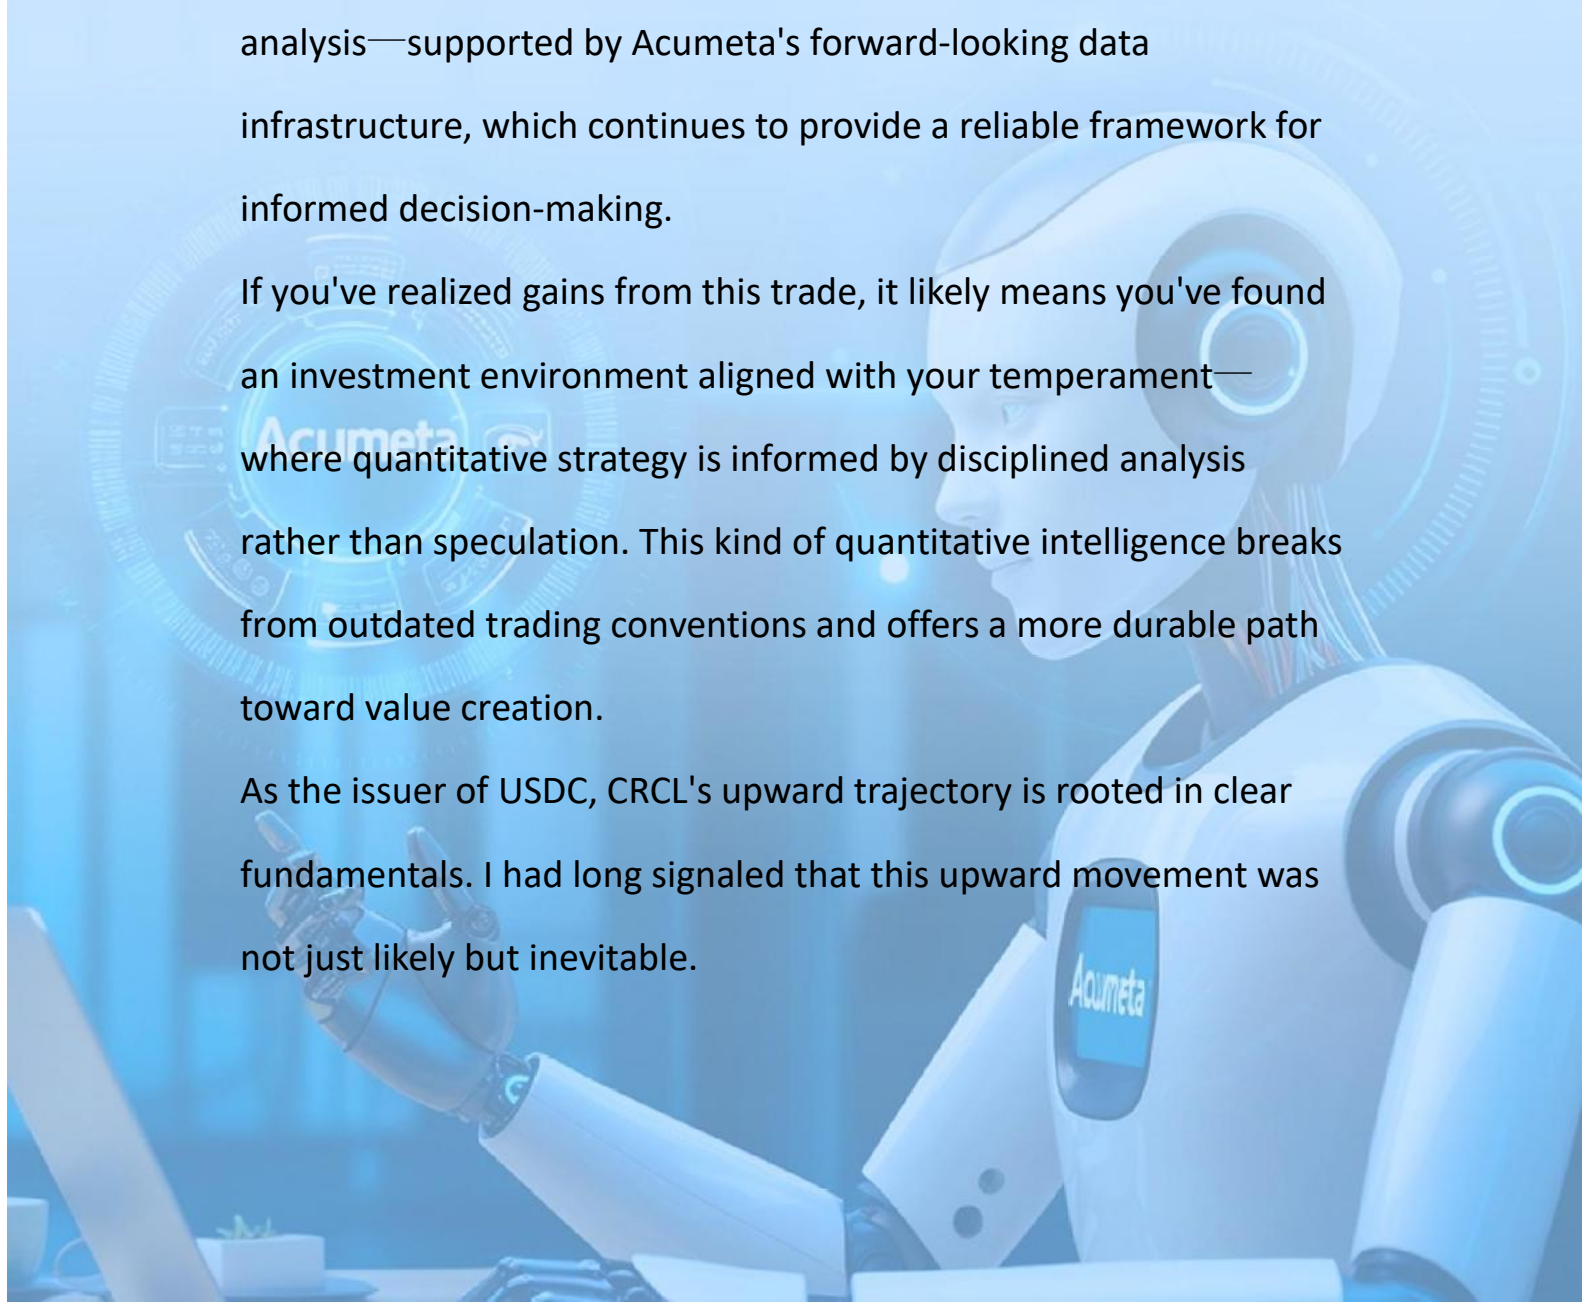 analysis—supported by Acumeta's forward-looking data
infrastructure, which continues to provide a reliable framework for
informed decision-making.
If you've realized gains from this trade, it likely means you've found
an investment environment aligned with your temperament—
Acumeta
where quantitative strategy is informed by disciplined analysis
rather than speculation. This kind of quantitative intelligence breaks
from outdated trading conventions and offers a more durable path
toward value creation.
As the issuer of USDC, CRCL's upward trajectory is rooted in clear
fundamentals. I had long signaled that this upward movement was
not just likely but inevitable.
Acumeta